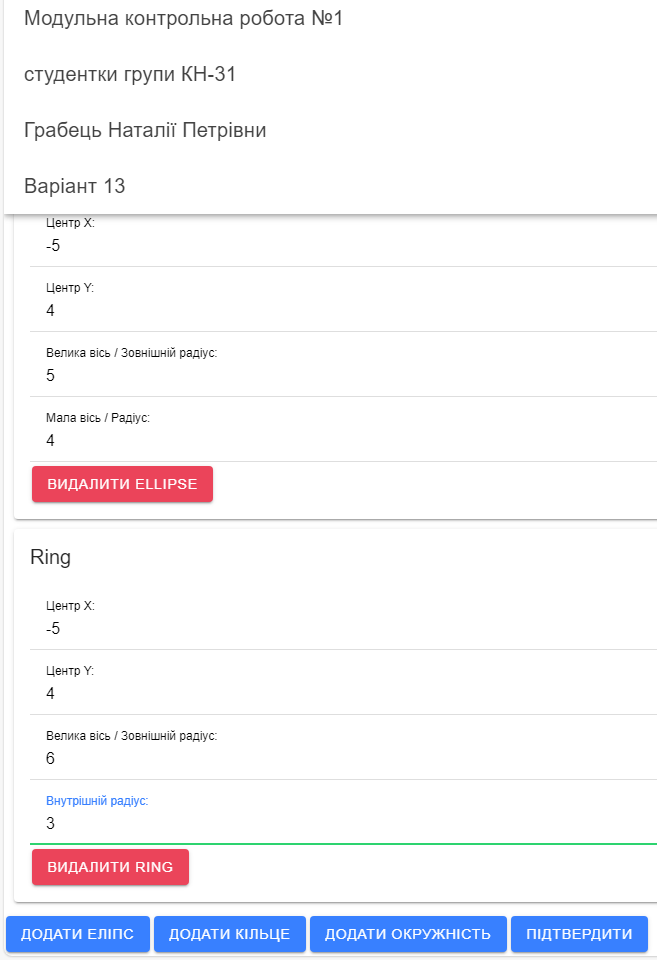 Модульна контрольна робота №1
студентки групи КН-31
Грабець Наталії Петрівни
Варіант 13
Центр X:
-5
Центр Y:
4
Велика вісь / Зовнішній радіус:
5
Мала вісь / Радіус:
4
ВИДАЛИТИ ELLIPSE
Ring
Центр X:
-5
Центр Y:
4
Велика вісь / Зовнішній радіус:
6
Внутрішній радіус:
3
ВИДАЛИТИ RING
ДОДАТИ ЕЛІПС ДОДАТИ КІЛЬЦЕ ДОДАТИ ОКРУЖНІСТЬ ПІДТВЕРДИТИ